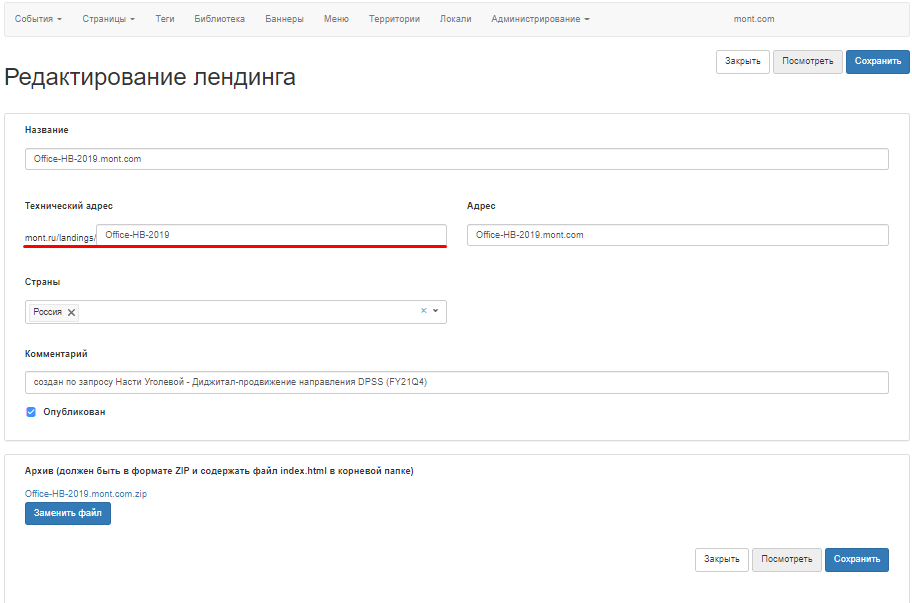 События Страницы Теги Библиотека Баннеры Меню Территории Локали Администрирование mont.com
Закрыть Посмотреть Сохранить
Редактирование лендинга
Название
Office-HB-2019.mont.com
Технический адрес Адрес
mont.ru/landings/ Office-HB-2019 Office-HB-2019.mont.com
Страны
Россия
Комментарий
создан по запросу Насти Уголевой - Диджитал-продвижение направления DPSS (FY21Q4)
Опубликован
Архив (должен быть в формате ZIP и содержать файл index.html в корневой папке)
Office-HB-2019.mont.com.zip
Заменить файл
Закрыть Посмотреть Сохранить